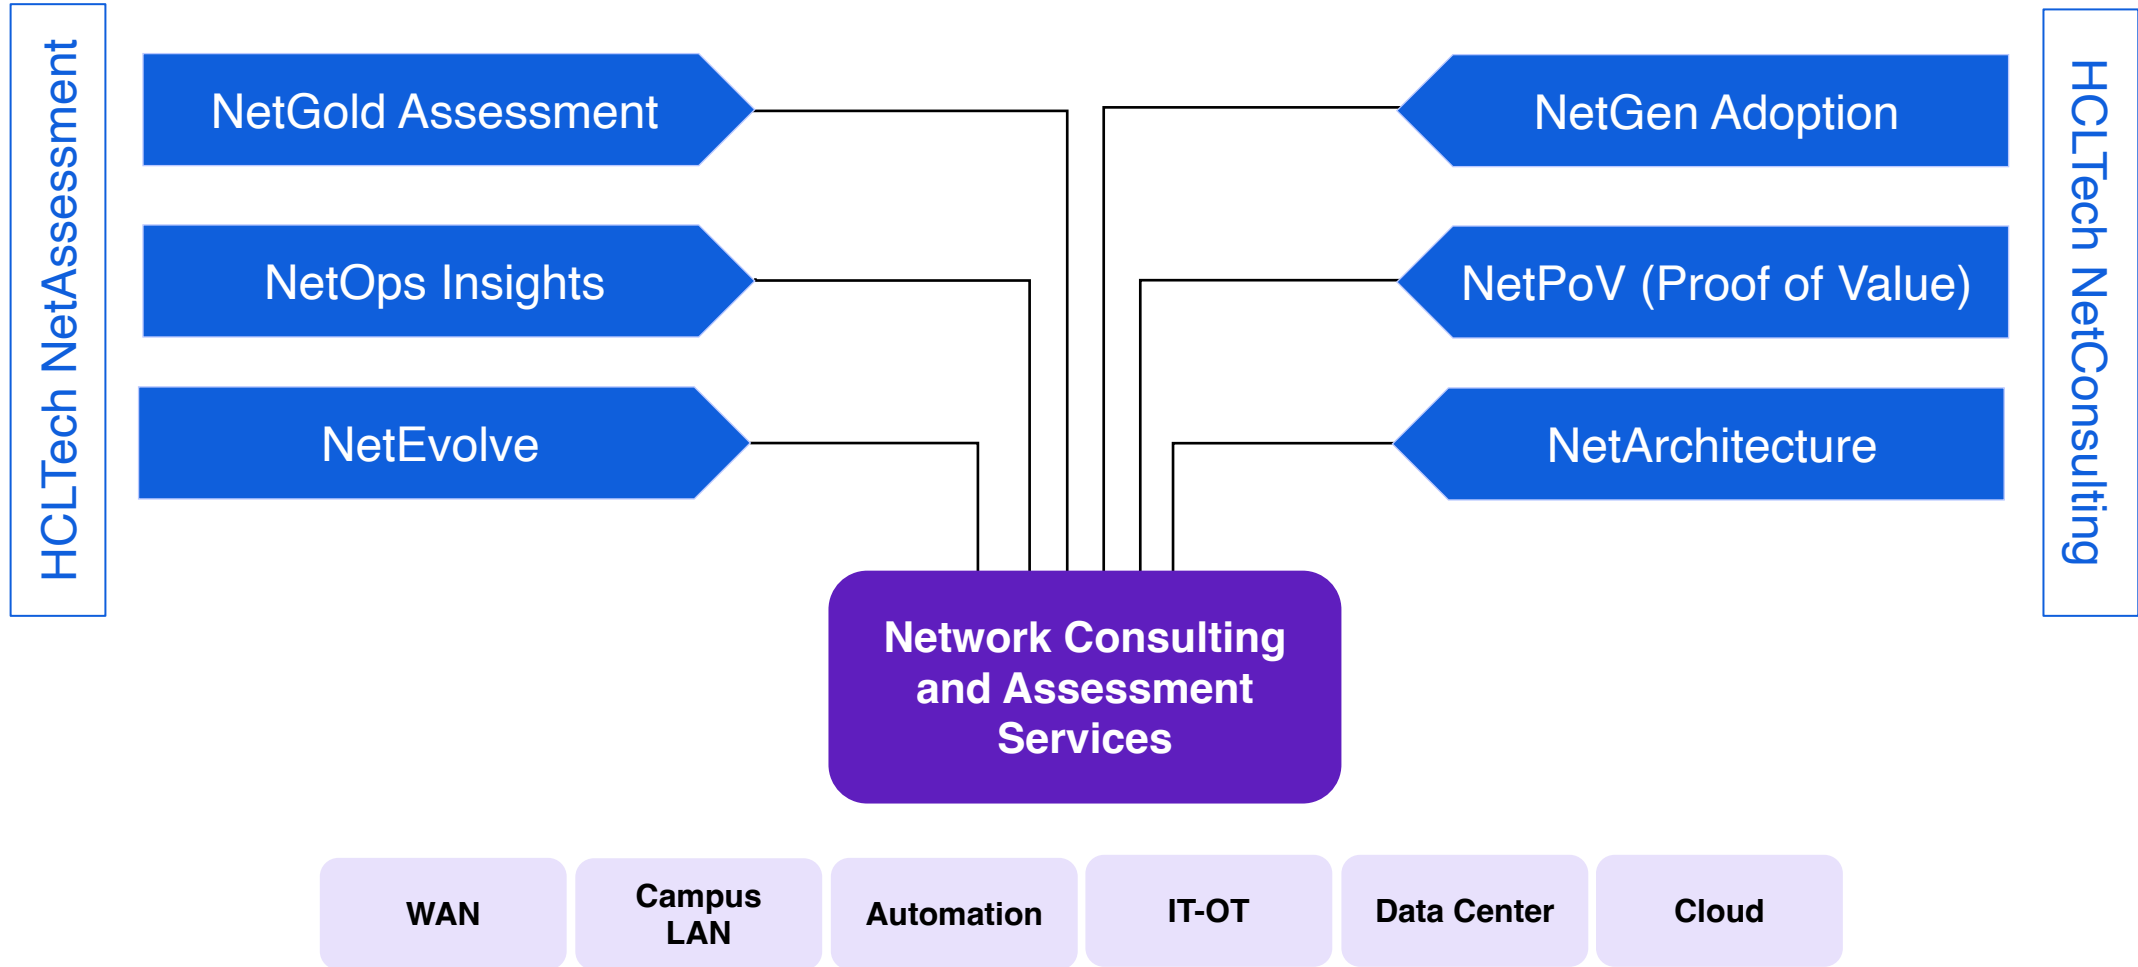 HCLTech NetAssessment
NetGold Assessment
NetOps Insights
NetEvolve
NetGen Adoption
NetPoV (Proof of Value)
NetArchitecture
HCLTech NetConsulting
Network Consulting
and Assessment
Services
WAN
Campus
LAN
Automation
IT-OT
Data Center
Cloud